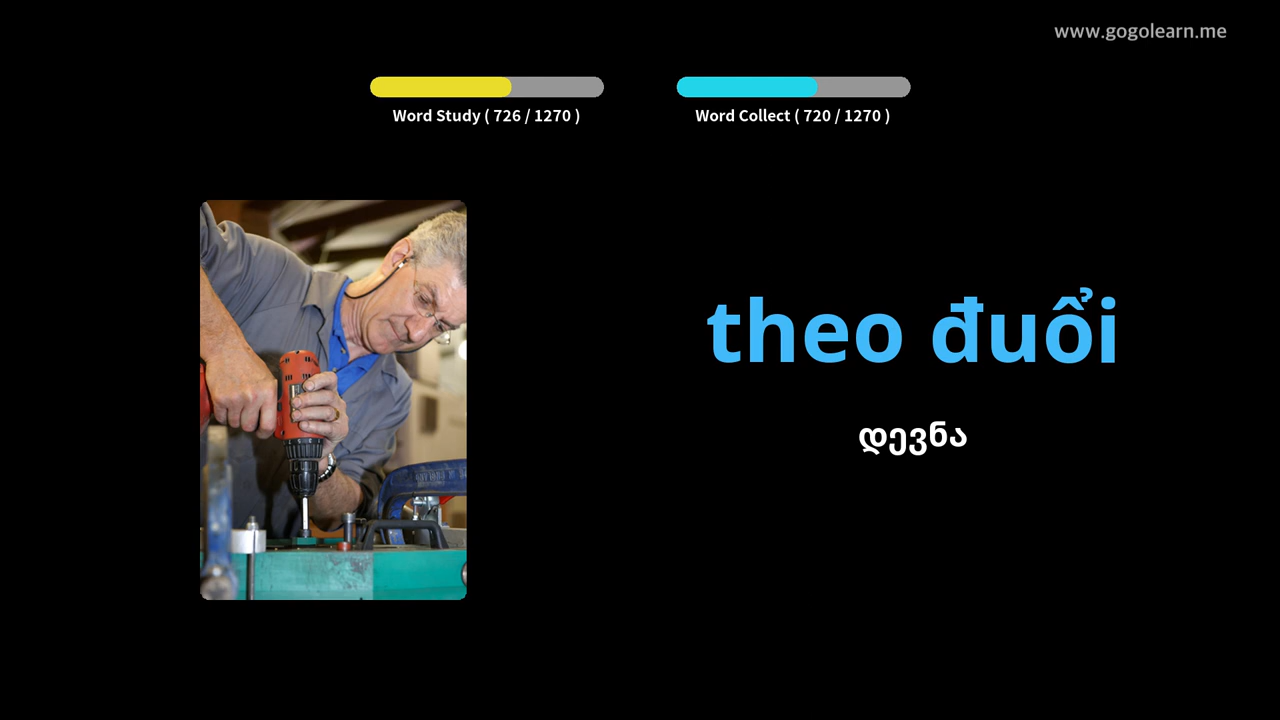 www.gogolearn.me
Word Study ( 726 / 1270 )
Word Collect ( 720 / 1270 )
theo đuổi
დევნა